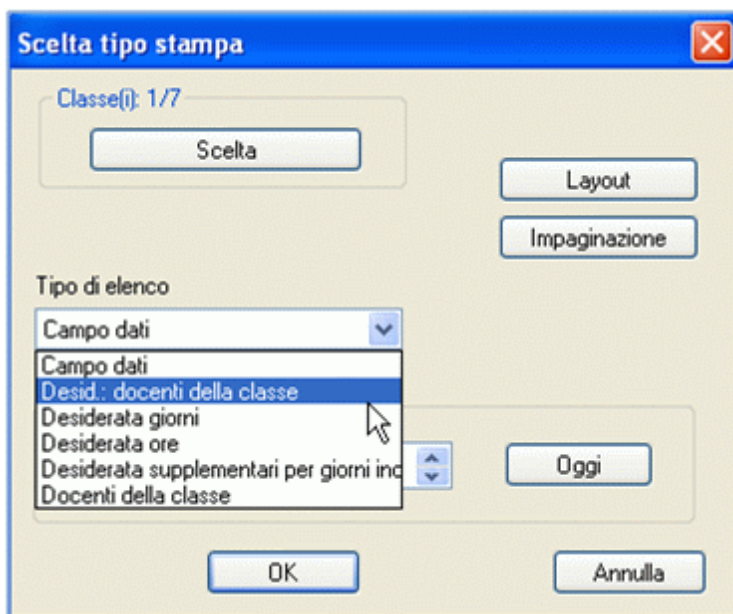 Scelta tipo stampa
Classe(i): 1/7
Scelta
Layout
Impaginazione
Tipo di elenco
Campo dati
Campo dati
Desid.: docenti della classe
Desiderata giorni
Desiderata ore
Desiderata supplementari per giorni inc
Docenti della classe
Oggi
OK
Annulla